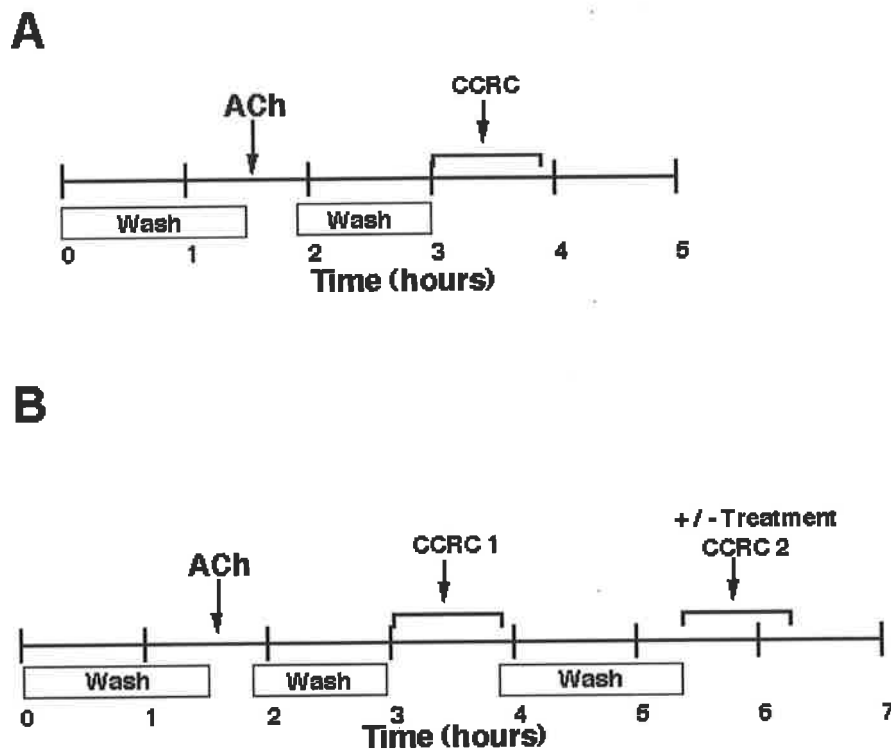 A
ACh
CCRC
Wash Wash
0 1 2 3 4 5
Time (hours)
B
+/- Treatment
CCRC 1 CCRC 2
ACh
Wash Wash Wash
0 1 2 3 4 5 6 7
Time (hours)